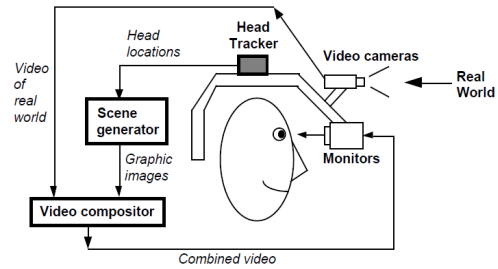 Head
Tracker
Head
locations
Video cameras
Real
World
Video
of
real
world
Scene
generator
Monitors
Graphic
images
Video compositor
Combined video